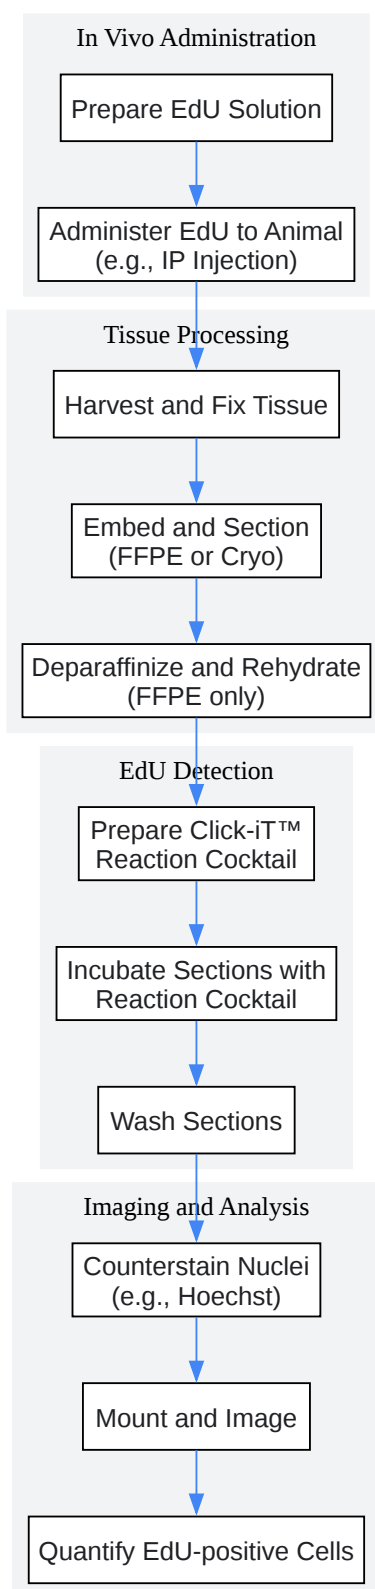 In Vivo Administration
Prepare EdU Solution
Administer EdU to Animal
(e.g., IP Injection)
Tissue Processing
Harvest and Fix Tissue
Embed and Section
(FFPE or Cryo)
Deparaffinize and Rehydrate
(FFPE only)
EdU Detection
Prepare Click-iT™
Reaction Cocktail
Incubate Sections with
Reaction Cocktail
Wash Sections
Imaging and Analysis
Counterstain Nuclei
(e.g., Hoechst)
Mount and Image
Quantify EdU-positive Cells